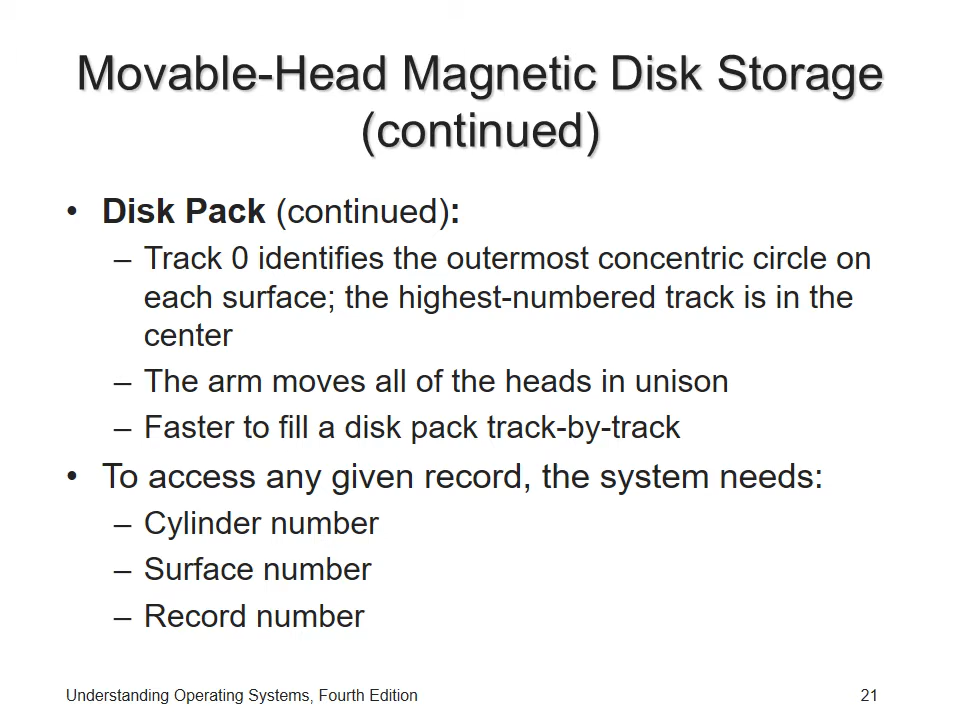 Movable-Head Magnetic Disk Storage
(continued)
• Disk Pack (continued):
– Track 0 identifies the outermost concentric circle on
each surface; the highest-numbered track is in the
center
– The arm moves all of the heads in unison
– Faster to fill a disk pack track-by-track
• To access any given record, the system needs:
– Cylinder number
– Surface number
– Record number
Understanding Operating Systems, Fourth Edition
21